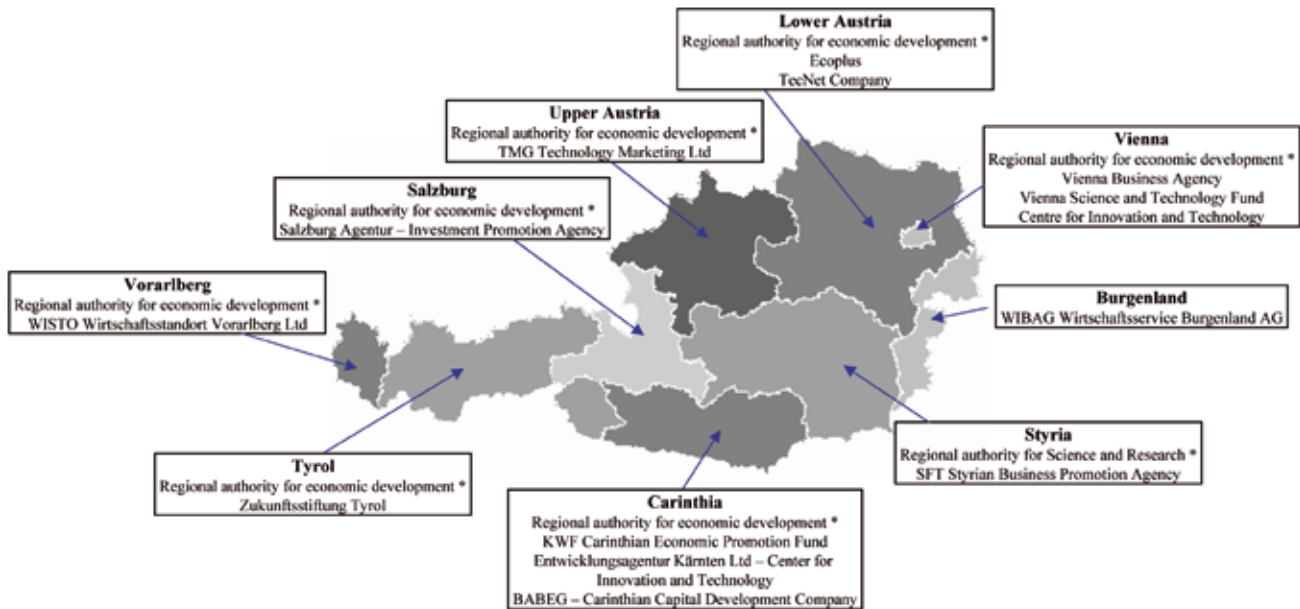 Lower Austria
Regional authority for economic development *
Ecoplus
TecNet Company
Upper Austria
Regional authority for economic development *
TMG Technology Marketing Ltd
Vienna
Regional authority for economic development *
Vienna Business Agency
Vienna Science and Technology Fund
Centre for Innovation and Technology
Salzburg
Regional authority for economic development *
Salzburg Agentur – Investment Promotion Agency
Vorarlberg
Regional authority for economic development *
WISTO Wirtschaftsstandort Vorarlberg Ltd
Burgenland
WIBAG Wirtschaftsservice Burgenland AG
Styria
Regional authority for Science and Research *
SFT Styrian Business Promotion Agency
Tyrol
Regional authority for economic development *
Zukunftsstiftung Tyrol
Carinthia
Regional authority for economic development *
KWF Carinthian Economic Promotion Fund
Entwicklungsagentur Kärnten Ltd – Center for
Innovation and Technology
BABEG – Carinthian Capital Development Company